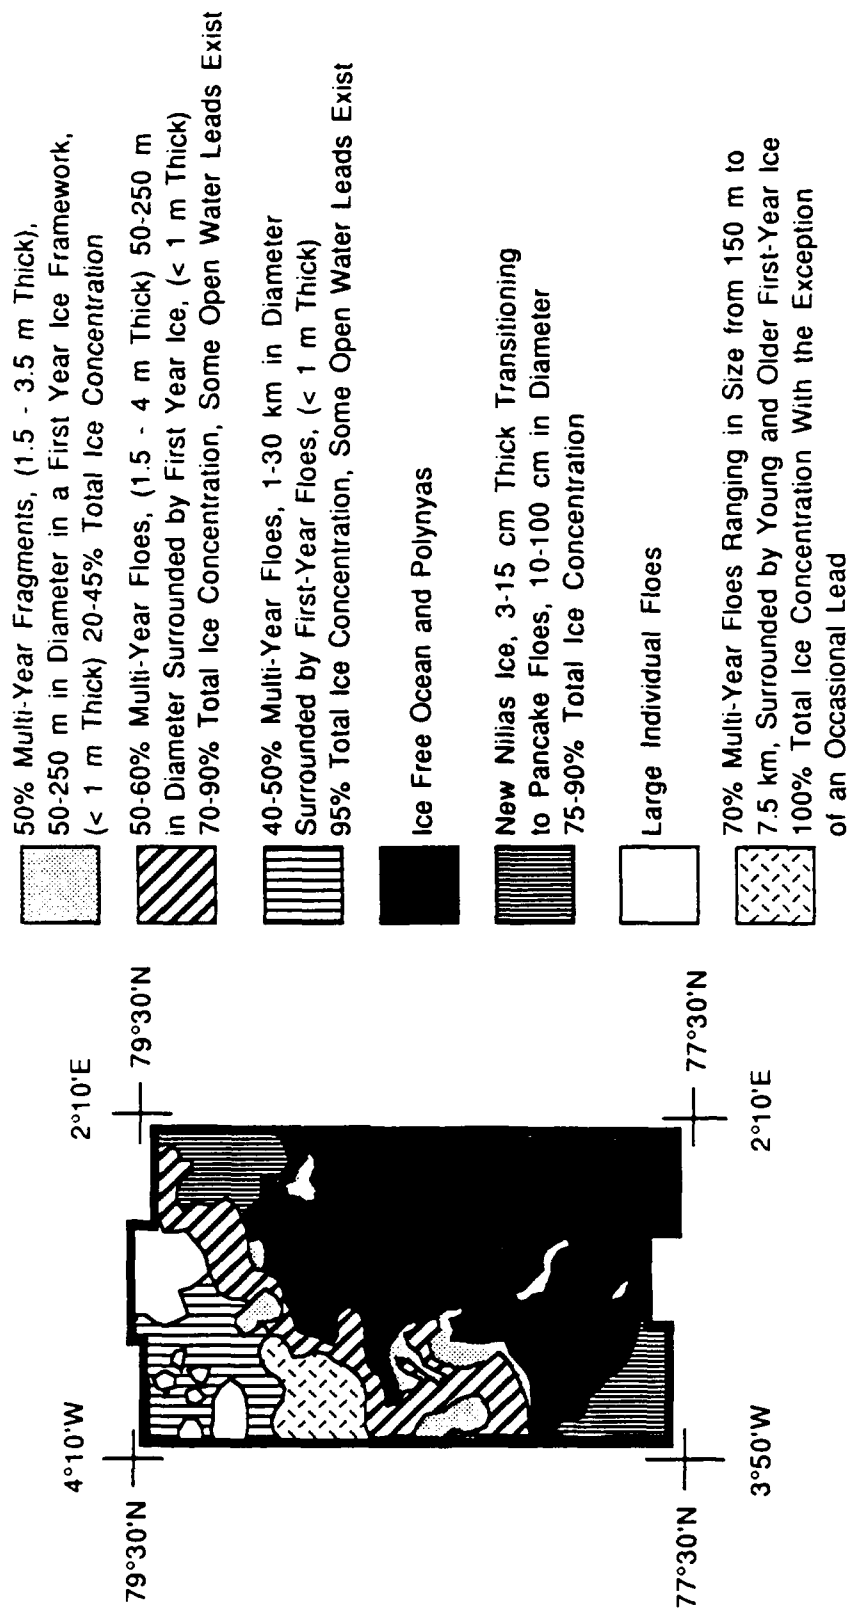 4°10'W 2°10'E
79°30'N 79°30'N
77°30'N 77°30'N
3°50'W 2°10'E
50% Multi-Year Fragments, (1.5 - 3.5 m Thick),
50-250 m in Diameter in a First Year Ice Framework,
(< 1 m Thick) 20-45% Total Ice Concentration
50-60% Multi-Year Floes, (1.5 - 4 m Thick) 50-250 m
in Diameter Surrounded by First Year Ice, (< 1 m Thick)
70-90% Total Ice Concentration, Some Open Water Leads Exist
40-50% Multi-Year Floes, 1-30 km in Diameter
Surrounded by First-Year Floes, (< 1 m Thick)
95% Total Ice Concentration, Some Open Water Leads Exist
Ice Free Ocean and Polynyas
New Nilias Ice, 3-15 cm Thick Transitioning
to Pancake Floes, 10-100 cm in Diameter
75-90% Total Ice Concentration
Large Individual Floes
70% Multi-Year Floes Ranging in Size from 150 m to
7.5 km, Surrounded by Young and Older First-Year Ice
100% Total Ice Concentration With the Exception
of an Occasional Lead